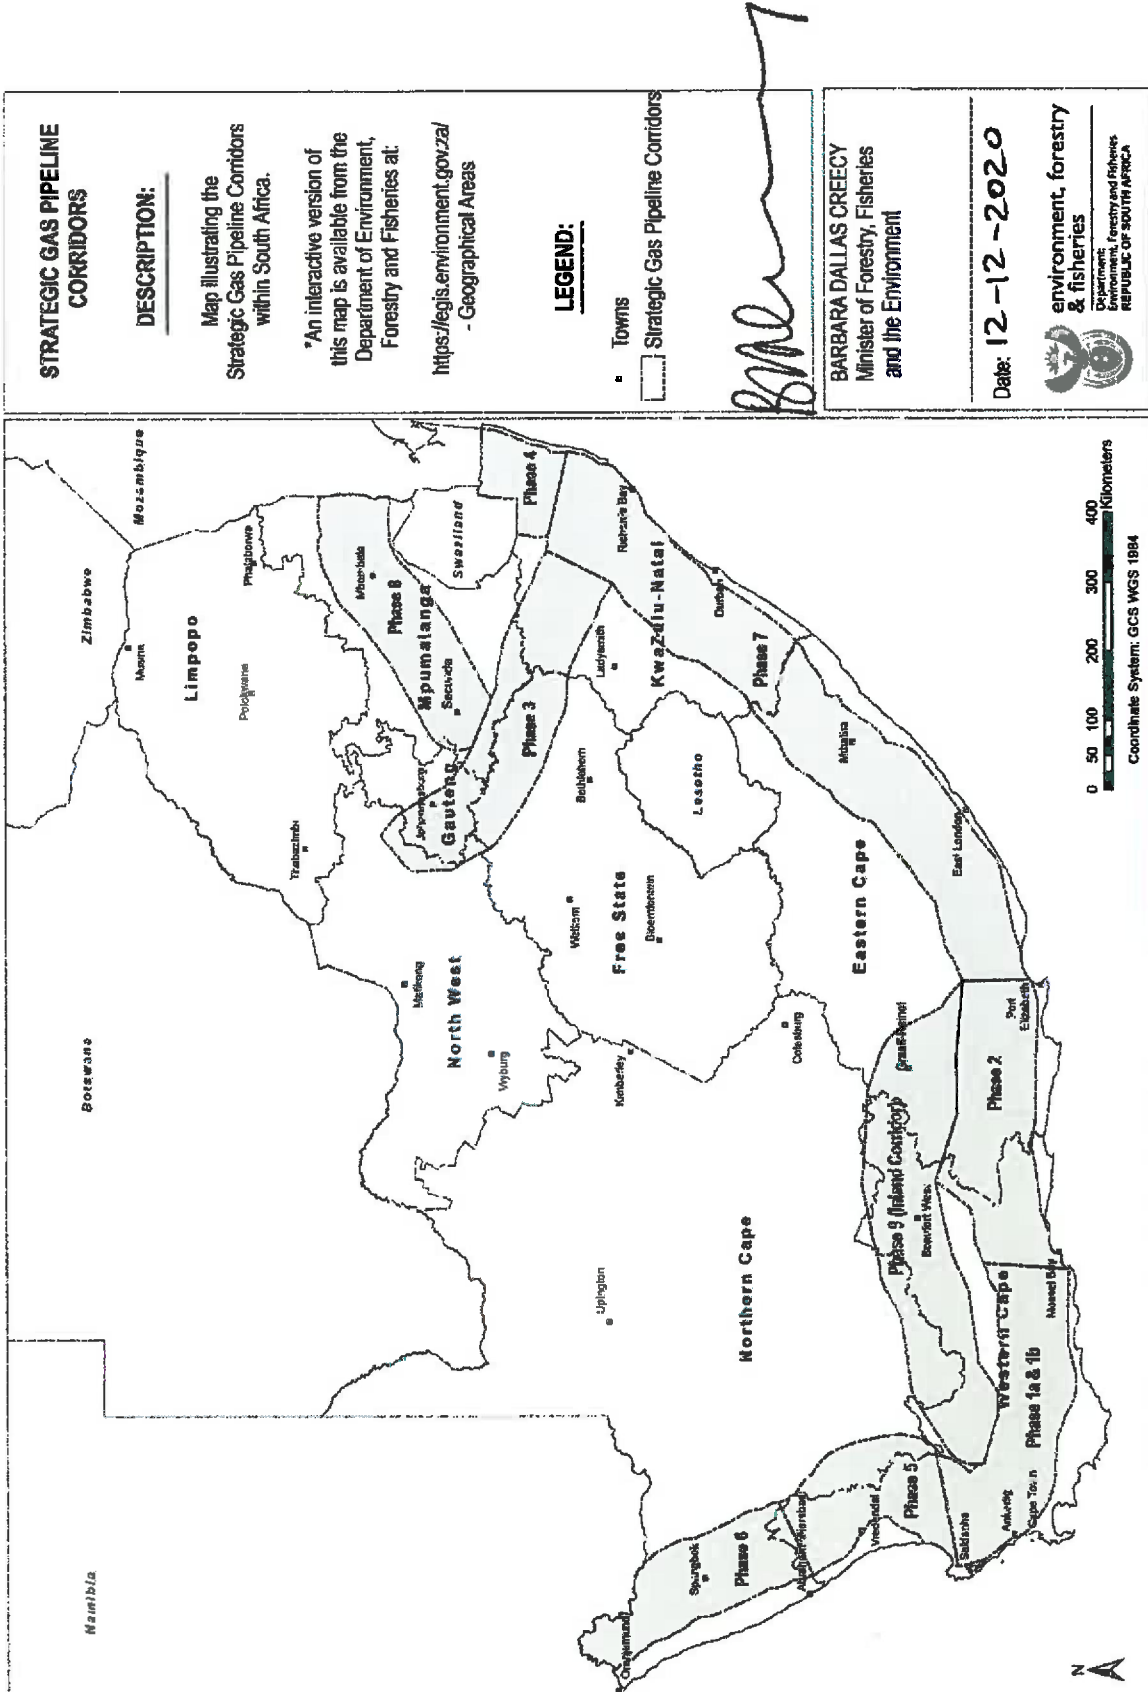 STRATEGIC GAS PIPELINE
CORRIDORS
DESCRIPTION:
Map illustrating the
Strategic Gas Pipeline Corridors
within South Africa.
*An interactive version of
this map is available from the
Department of Environment,
Forestry and Fisheries at:
https://egis.environment.gov.za/
- Geographical Areas
LEGEND:
Towns
Strategic Gas Pipeline Corridors
BARBARA DALLAS CREECY
Minister of Forestry, Fisheries
and the Environment
Date: 12-12-2020
environment, forestry
& fisheries
Department:
Environment, Forestry and Fisheries
REPUBLIC OF SOUTH AFRICA
Namibia
Botswana
Zimbabwe
Mozambique
Musina
Limpopo
Polokwane
Phalaborwa
Thabazimbi
Mbombela
Phase 8
Mpumalanga
Secunda
Swaziland
Johannesburg
Gauteng
Mafikeng
North West
Vryburg
Phase 3
Phase 4
Welkom
Bethlehem
Ladysmith
Richards Bay
Kimberley
Free State
Bloemfontein
KwaZulu-Natal
Lesotho
Durban
Upington
Northern Cape
Colesburg
Phase 7
Mthatha
Eastern Cape
East London
Oranjemund
Springbok
Phase 6
Vredendal
Phase 5
Graaff-Reinet
Phase 9 (Inland Corridor)
Beaufort West
Phase 2
Port
Elizabeth
Saldanha
Ankerlig
Cape Town
Western Cape
Phase 1a & 1b
Mossel Bay
N
0 50 100 200 300 400
Kilometers
Coordinate System: GCS WGS 1984